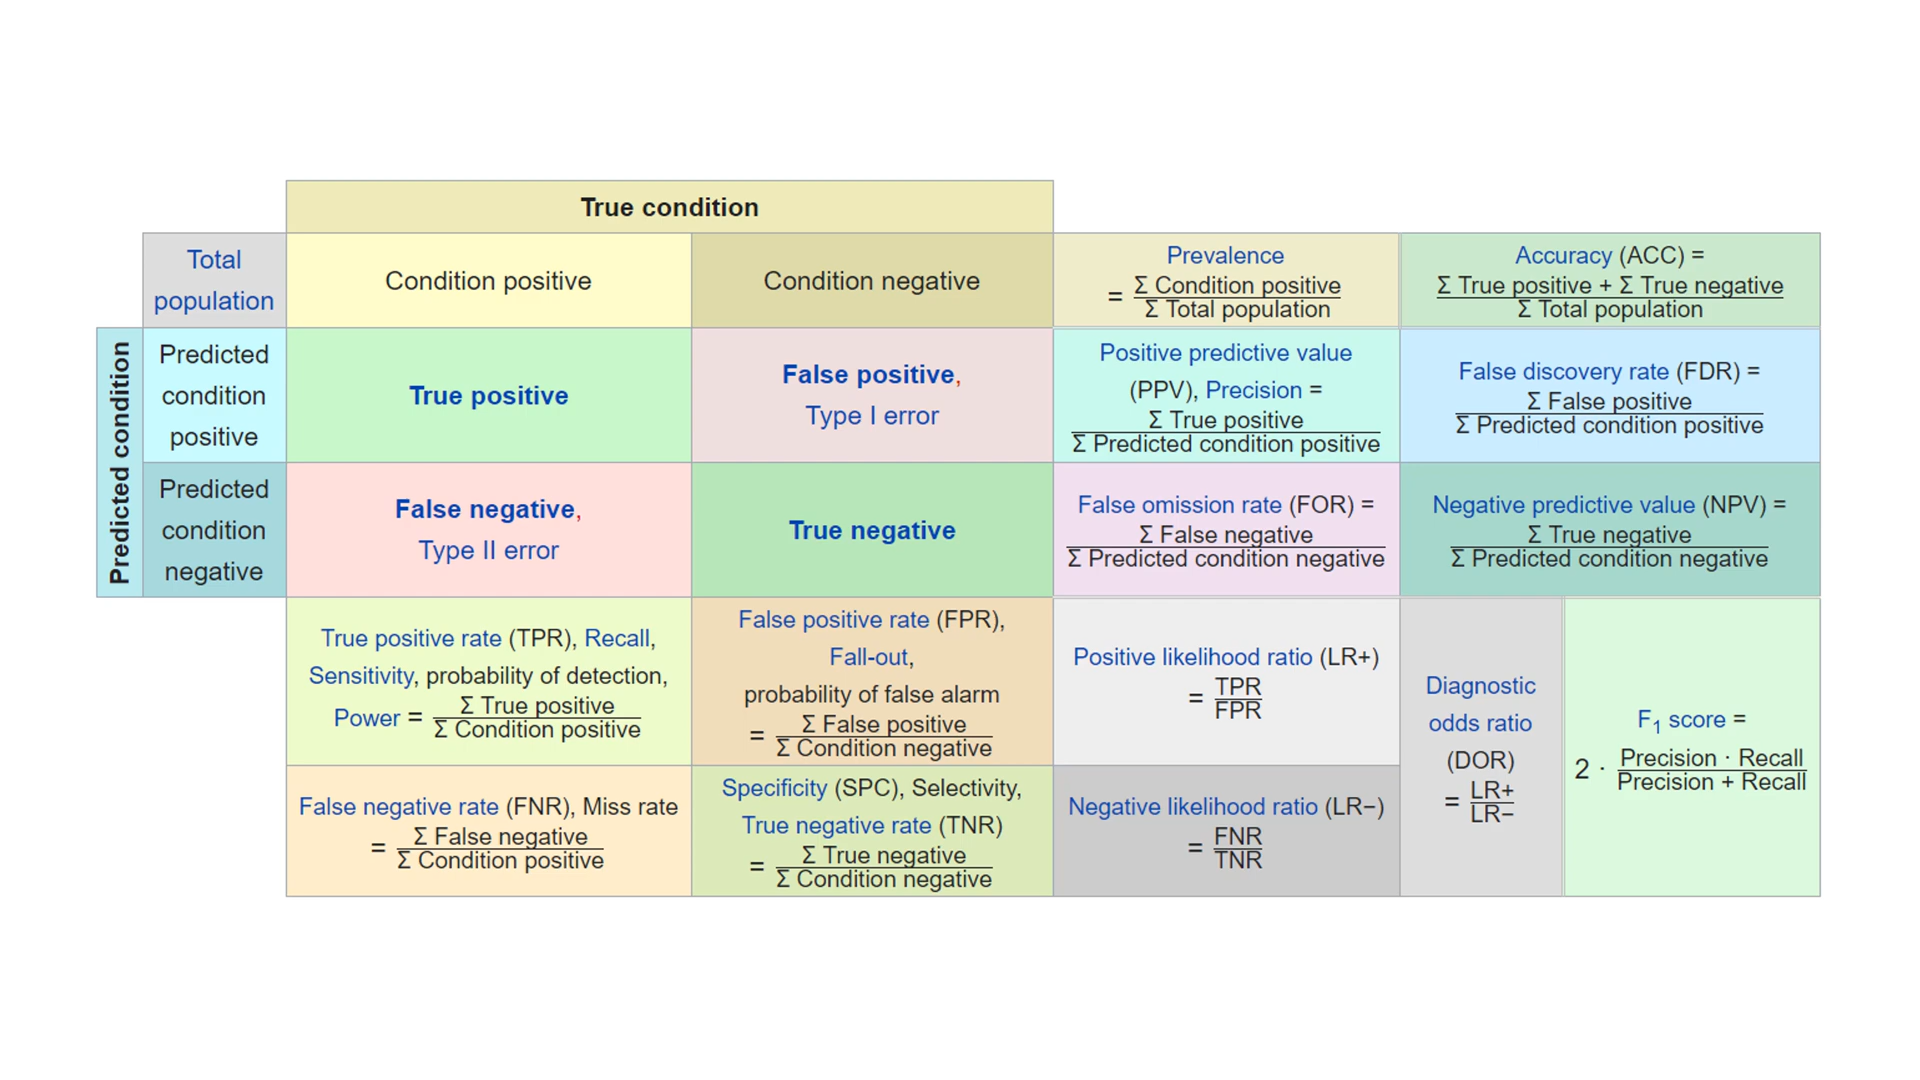 True condition
Total
population
Condition positive
Condition negative
Prevalence
= Σ Condition positive
Σ Total population
Accuracy (ACC) =
Σ True positive + Σ True negative
Σ Total population
Predicted condition
Predicted
condition
positive
True positive
False positive,
Type I error
Positive predictive value
(PPV), Precision =
Σ True positive
Σ Predicted condition positive
False discovery rate (FDR) =
Σ False positive
Σ Predicted condition positive
Predicted
condition
negative
False negative,
Type II error
True negative
False omission rate (FOR) =
Σ False negative
Σ Predicted condition negative
Negative predictive value (NPV) =
Σ True negative
Σ Predicted condition negative
True positive rate (TPR), Recall,
Sensitivity, probability of detection,
Power = Σ True positive
Σ Condition positive
False positive rate (FPR),
Fall-out,
probability of false alarm
= Σ False positive
Σ Condition negative
Positive likelihood ratio (LR+)
= TPR
FPR
Diagnostic
odds ratio
(DOR)
= LR+
LR−
F1 score =
2 · Precision · Recall
Precision + Recall
False negative rate (FNR), Miss rate
= Σ False negative
Σ Condition positive
Specificity (SPC), Selectivity,
True negative rate (TNR)
= Σ True negative
Σ Condition negative
Negative likelihood ratio (LR−)
= FNR
TNR